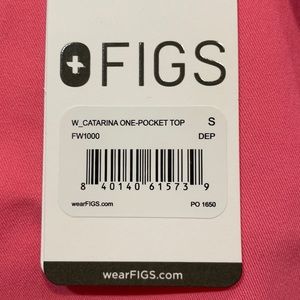 FIGS
W_CATARINA ONE-POCKET TOP S
FW1000 DEP
8 40140 61573 9
wearFIGS.com PO 1650
wearFIGS.com